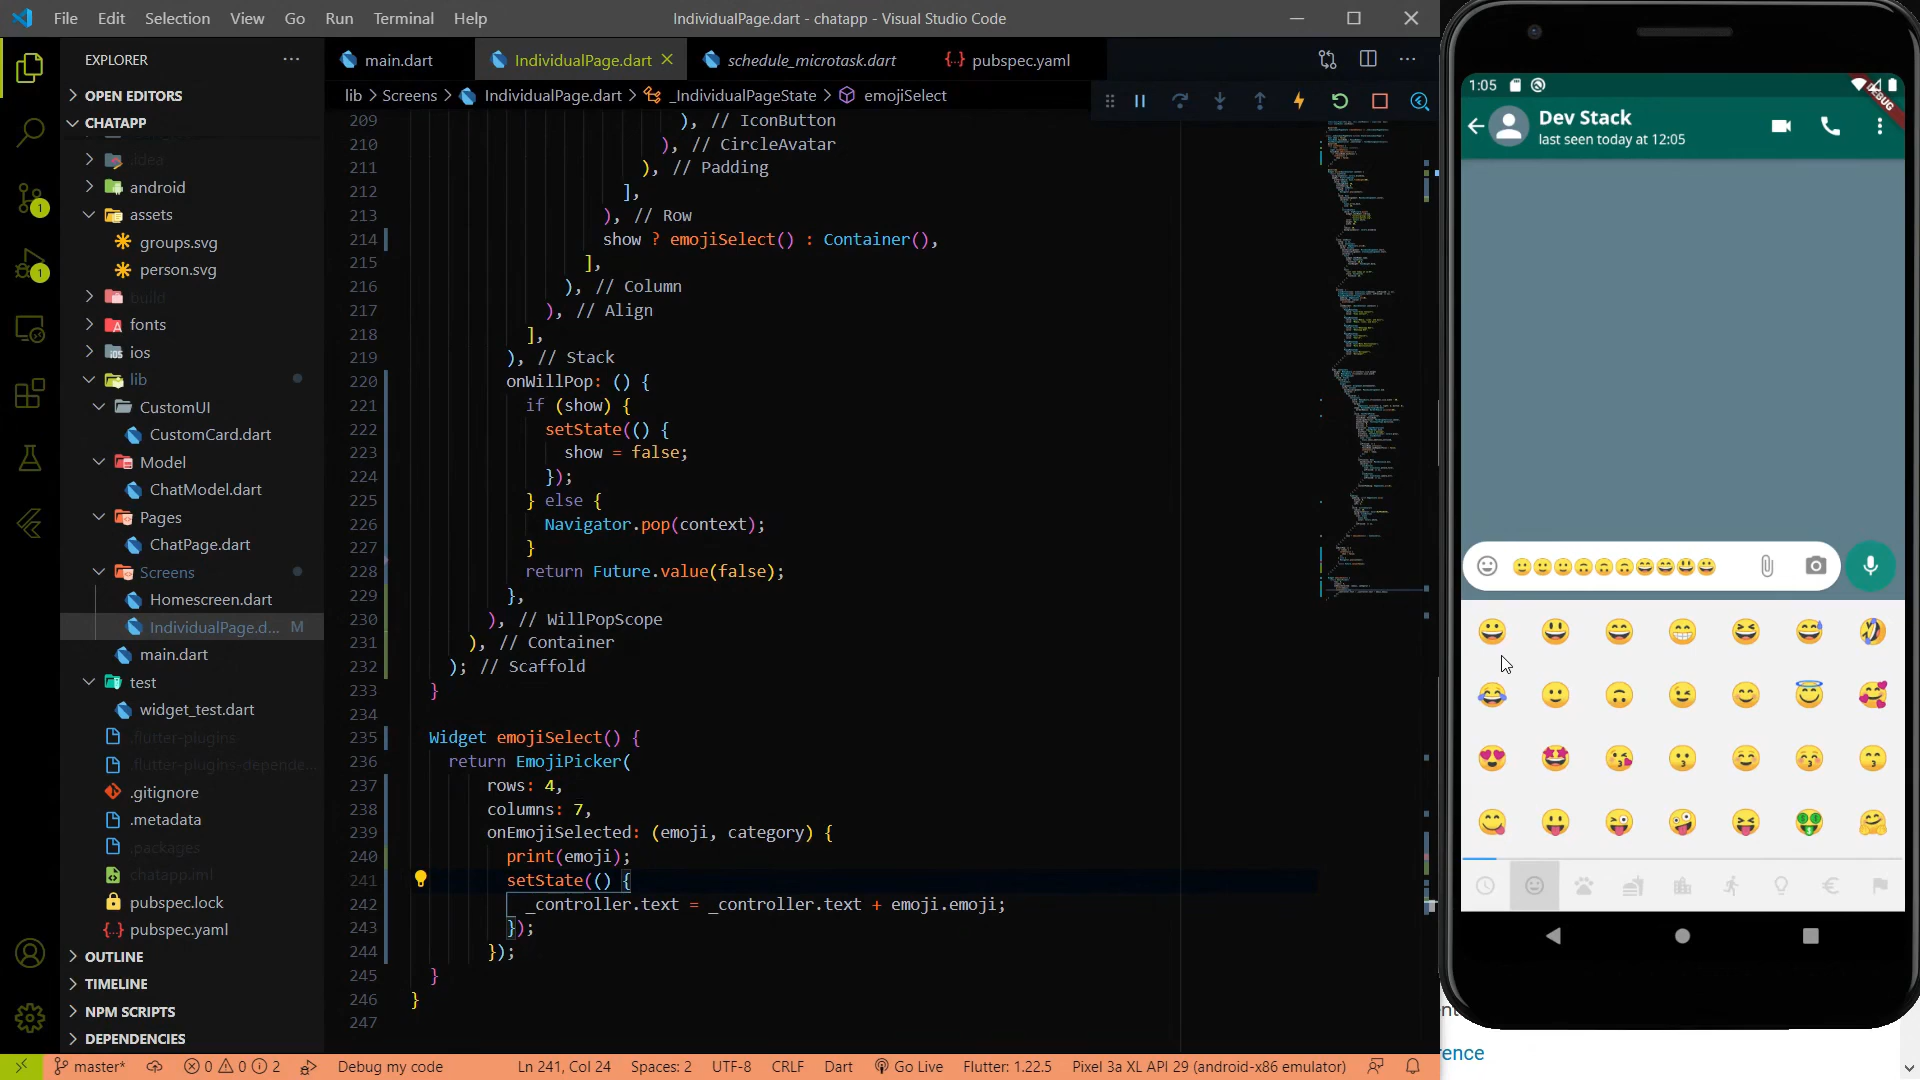 File Edit Selection View Go Run Terminal Help
IndividualPage.dart - chatapp - Visual Studio Code
EXPLORER
OPEN EDITORS
CHATAPP
.idea
android
assets
groups.svg
person.svg
build
fonts
ios
lib
CustomUI
CustomCard.dart
Model
ChatModel.dart
Pages
ChatPage.dart
Screens
Homescreen.dart
IndividualPage.d... M
main.dart
test
widget_test.dart
.flutter-plugins
.flutter-plugins-depende...
.gitignore
.metadata
.packages
chatapp.iml
pubspec.lock
pubspec.yaml
OUTLINE
TIMELINE
NPM SCRIPTS
DEPENDENCIES
1
1
main.dart IndividualPage.dart schedule_microtask.dart pubspec.yaml
lib > Screens > IndividualPage.dart > _IndividualPageState > emojiSelect
209 ), // IconButton
210 ), // CircleAvatar
211 ), // Padding
212 ],
213 ), // Row
214 show ? emojiSelect() : Container(),
215 ],
216 ), // Column
217 ), // Align
218 ],
219 ), // Stack
220 onWillPop: () {
221 if (show) {
222 setState(() {
223 show = false;
224 });
225 } else {
226 Navigator.pop(context);
227 }
228 return Future.value(false);
229 },
230 ), // WillPopScope
231 ), // Container
232 ); // Scaffold
233 }
234
235 Widget emojiSelect() {
236 return EmojiPicker(
237 rows: 4,
238 columns: 7,
239 onEmojiSelected: (emoji, category) {
240 print(emoji);
241 setState(() {
242 _controller.text = _controller.text + emoji.emoji;
243 });
244 });
245 }
246 }
247
master* 0 0 2 Debug my code Ln 241, Col 24 Spaces: 2 UTF-8 CRLF Dart Go Live Flutter: 1.22.5 Pixel 3a XL API 29 (android-x86 emulator)
1:05
DEBUG
Dev Stack
last seen today at 12:05
erence